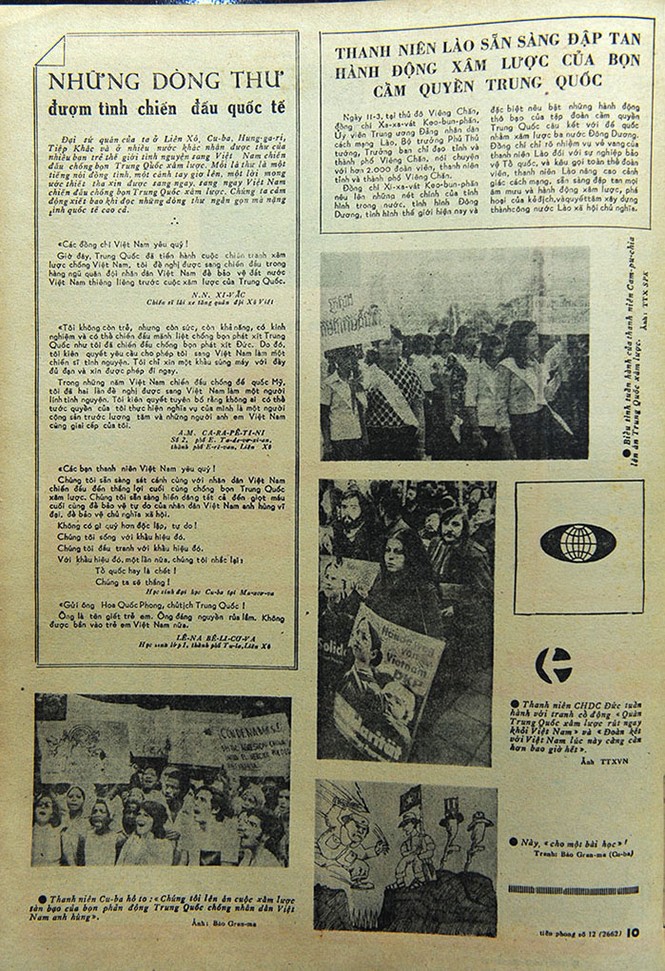 NHỮNG DÒNG THƯ
đượm tình chiến đấu quốc tế
Đại sứ quán của ta ở Liên Xô, Cu-ba, Hung-ga-ri,
Tiệp Khắc và ở nhiều nước khác nhận được thư của
nhiều bạn trẻ thế giới tình nguyện sang Việt Nam chiến
đấu chống bọn Trung Quốc xâm lược. Mỗi lá thư là một
tiếng nói đồng tình, một cánh tay giơ lên, một lời mong
ước thiết tha xin được sang ngay, sang ngay Việt Nam
chiến đấu chống bọn Trung Quốc xâm lược. Chúng ta cảm
động xiết bao khi đọc những dòng thư ngắn gọn mà nặng
tình quốc tế cao cả.
«Các đồng chí Việt Nam yêu quý!
Giờ đây, Trung Quốc đã tiến hành cuộc chiến tranh xâm
lược chống Việt Nam, tôi đề nghị được sang chiến đấu trong
hàng ngũ quân đội nhân dân Việt Nam để bảo vệ đất nước
Việt Nam thiêng liêng trước cuộc xâm lược của Trung Quốc.
N.N. XI-VẮC
Chiến sĩ lái xe tăng quân đội Xô Viết
«Tôi không còn trẻ, nhưng còn sức, còn khả năng, có kinh
nghiệm và có thể chiến đấu mãnh liệt chống bọn phát xít Trung
Quốc như tôi đã chiến đấu chống bọn phát xít Đức. Do đó,
tôi kiên quyết yêu cầu cho phép tôi sang Việt Nam làm một
chiến sĩ tình nguyện. Tôi chỉ xin một khẩu súng máy với đầy
đủ đạn và xin được phép đi ngay.
Trong những năm Việt Nam chiến đấu chống đế quốc Mỹ,
tôi đã hai lần đề nghị được sang Việt Nam làm một người
lính tình nguyện. Tôi kiên quyết tuyên bố rằng không ai có thể
tước quyền của tôi thực hiện nghĩa vụ của mình là một người
cộng sản trước lương tâm và những người anh em Việt Nam
cùng giai cấp của tôi.
A.M. CA-RA-PÊ-TI-NI
Số 2, phố E.
thành phố E-ri-van, Liên Xô
«Các bạn thanh niên Việt Nam yêu quý!
Chúng tôi sẵn sàng sát cánh cùng với nhân dân Việt Nam
chiến đấu đến thắng lợi cuối cùng chống bọn Trung Quốc
xâm lược. Chúng tôi sẵn sàng hiến dâng tất cả đến giọt máu
cuối cùng để bảo vệ tự do của nhân dân Việt Nam anh hùng vĩ
đại, để bảo vệ chủ nghĩa xã hội.
Không có gì quý hơn độc lập, tự do!
Chúng tôi sống với khẩu hiệu đó.
Chúng tôi đấu tranh với khẩu hiệu đó.
Với khẩu hiệu đó, một lần nữa, chúng tôi nhắc lại:
Tổ quốc hay là chết!
Chúng ta sẽ thắng!
Học sinh đại học Cu-ba tại Mát-xcơ-va
«Gửi ông Hoa Quốc Phong, chủ tịch Trung Quốc!
Ông là tên giết trẻ em. Ông đáng nguyền rủa lắm. Không
được bắn vào trẻ em Việt Nam nữa.
LÊ-NA BÊ-LI-CỐ-VA
Học sinh lớp 1, thành phố Tu-la, Liên Xô
THANH NIÊN LÀO SẴN SÀNG ĐẬP TAN
HÀNH ĐỘNG XÂM LƯỢC CỦA BỌN
CẦM QUYỀN TRUNG QUỐC
Ngày 11-3, tại thủ đô Viêng Chăn,
đồng chí Xa-xa-vát Kẹo-bun-phăn,
Ủy viên Trung ương Đảng nhân dân
cách mạng Lào, Bộ trưởng Phủ Thủ
tướng, Trưởng ban chỉ đạo tỉnh và
thành phố Viêng Chăn, nói chuyện
với hơn 2.000 đoàn viên, thanh niên
tỉnh và thành phố Viêng Chăn.
Đồng chí Xi-xa-vát Kẹo-bun-phăn
nêu lên những nét chính của tình
hình trong nước, tình hình Đông
Dương, tình hình thế giới hiện nay và
đặc biệt nêu bật những hành động
thô bạo của tập đoàn cầm quyền
Trung Quốc câu kết với đế quốc
nhằm xâm lược ba nước Đông Dương.
Đồng chí chỉ rõ nhiệm vụ vẻ vang của
thanh niên Lào đối với sự nghiệp bảo
vệ Tổ quốc, và kêu gọi toàn thể đoàn
viên, thanh niên Lào nâng cao cảnh
giác cách mạng, sẵn sàng đập tan mọi
âm mưu và hành động xâm lược, phá
hoại của kẻ địch, và quyết tâm xây dựng
thành công nước Lào xã hội chủ nghĩa.
● Biểu tình tuần hành của thanh niên Cam-pu-chia
lên án Trung Quốc xâm lược.
Ảnh: TTX SPK
Vietnam
DKP
● Thanh niên CHDC Đức tuần
hành với tranh cổ động «Quân
Trung Quốc xâm lược rút ngay
khỏi Việt Nam» và «Đoàn kết
với Việt Nam lúc này càng cần
hơn bao giờ hết».
Ảnh TTXVN
CONDENAMOS
● Thanh niên Cu-ba hô to: «Chúng tôi lên án cuộc xâm lược
tàn bạo của bọn phản động Trung Quốc chống nhân dân Việt
Nam anh hùng».
Ảnh: Báo Gran-ma
● Này, «cho một bài học»!
Tranh: Báo Gran-ma (Cu-ba)
tiền phong số 12 (2662) 10